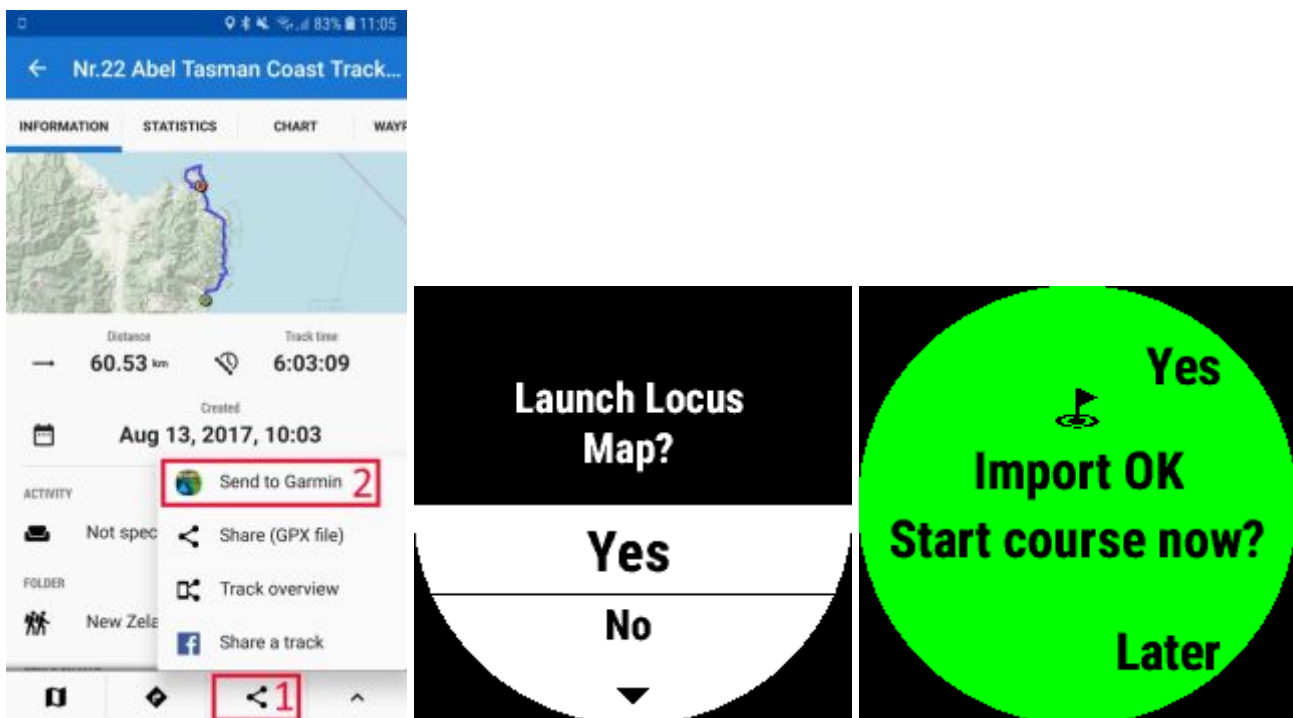 83% 11:05
Nr.22 Abel Tasman Coast Track...
INFORMATION STATISTICS CHART WAYP
Distance Track time
60.53 km 6:03:09
Created
Aug 13, 2017, 10:03
Send to Garmin 2
ACTIVITY
Not spec
Share (GPX file)
FOLDER
Track overview
New Zela
Share a track
1
Launch Locus
Map?
Yes
No
Yes
Import OK
Start course now?
Later